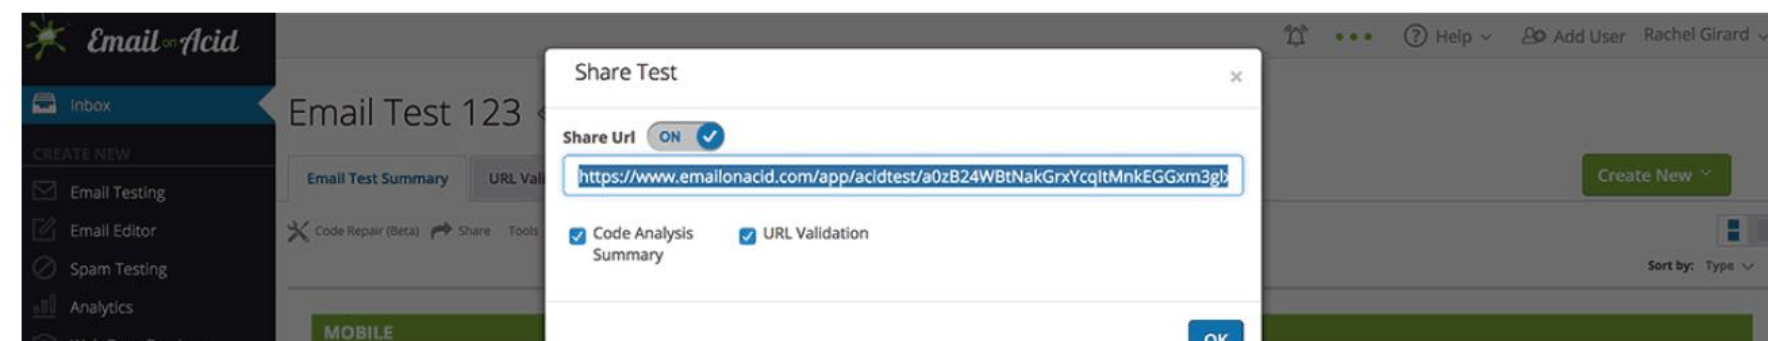 Email on Acid
Help
Add User
Rachel Girard
Share Test
×
Inbox
Email Test 123
Share Url ON
CREATE NEW
Email Test Summary
URL Vali
https://www.emailonacid.com/app/acidtest/a0zB24WBtNakGrxYcqItMnkEGGxm3glx
Create New
Email Testing
Email Editor
Code Repair (Beta)
Share
Tools
Code Analysis
Summary
URL Validation
Spam Testing
Sort by: Type
Analytics
MOBILE
OK